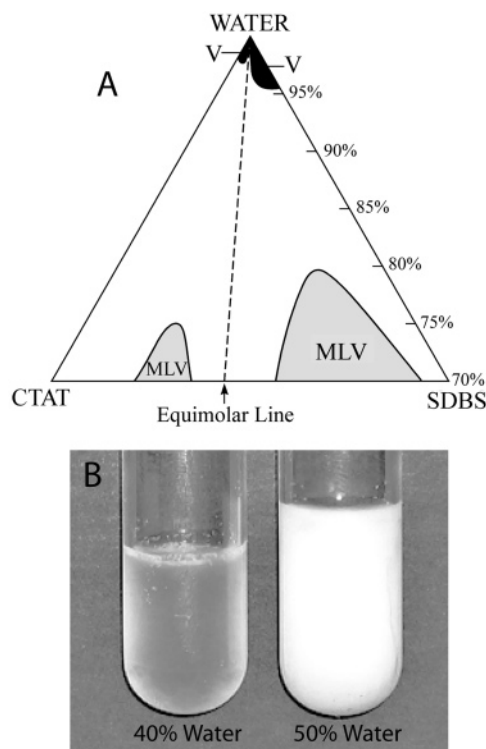 WATER
V
V
A
95%
90%
85%
80%
75%
MLV
MLV
70%
CTAT
SDBS
Equimolar Line
B
40% Water
50% Water